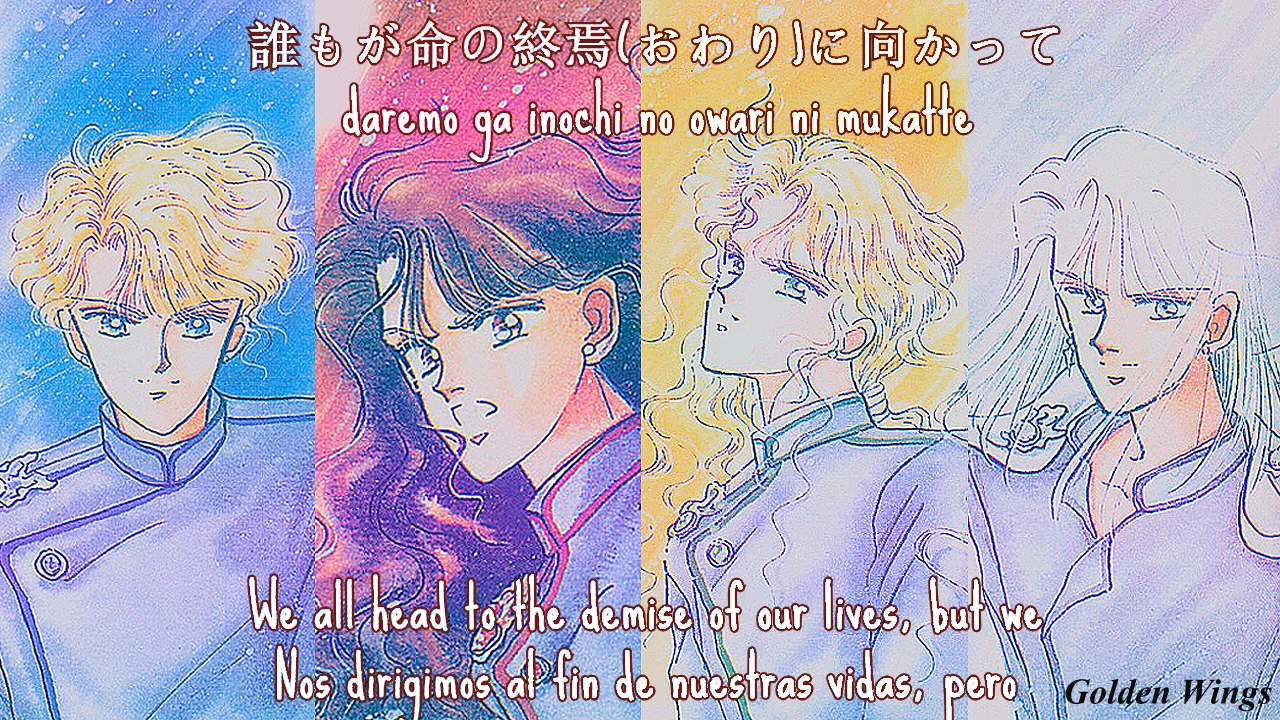 誰もが命の終焉(おわり)に向かって
daremo ga inochi no owari ni mukatte
We all head to the demise of our lives, but we
Nos dirigimos al fin de nuestras vidas, pero
Golden Wings